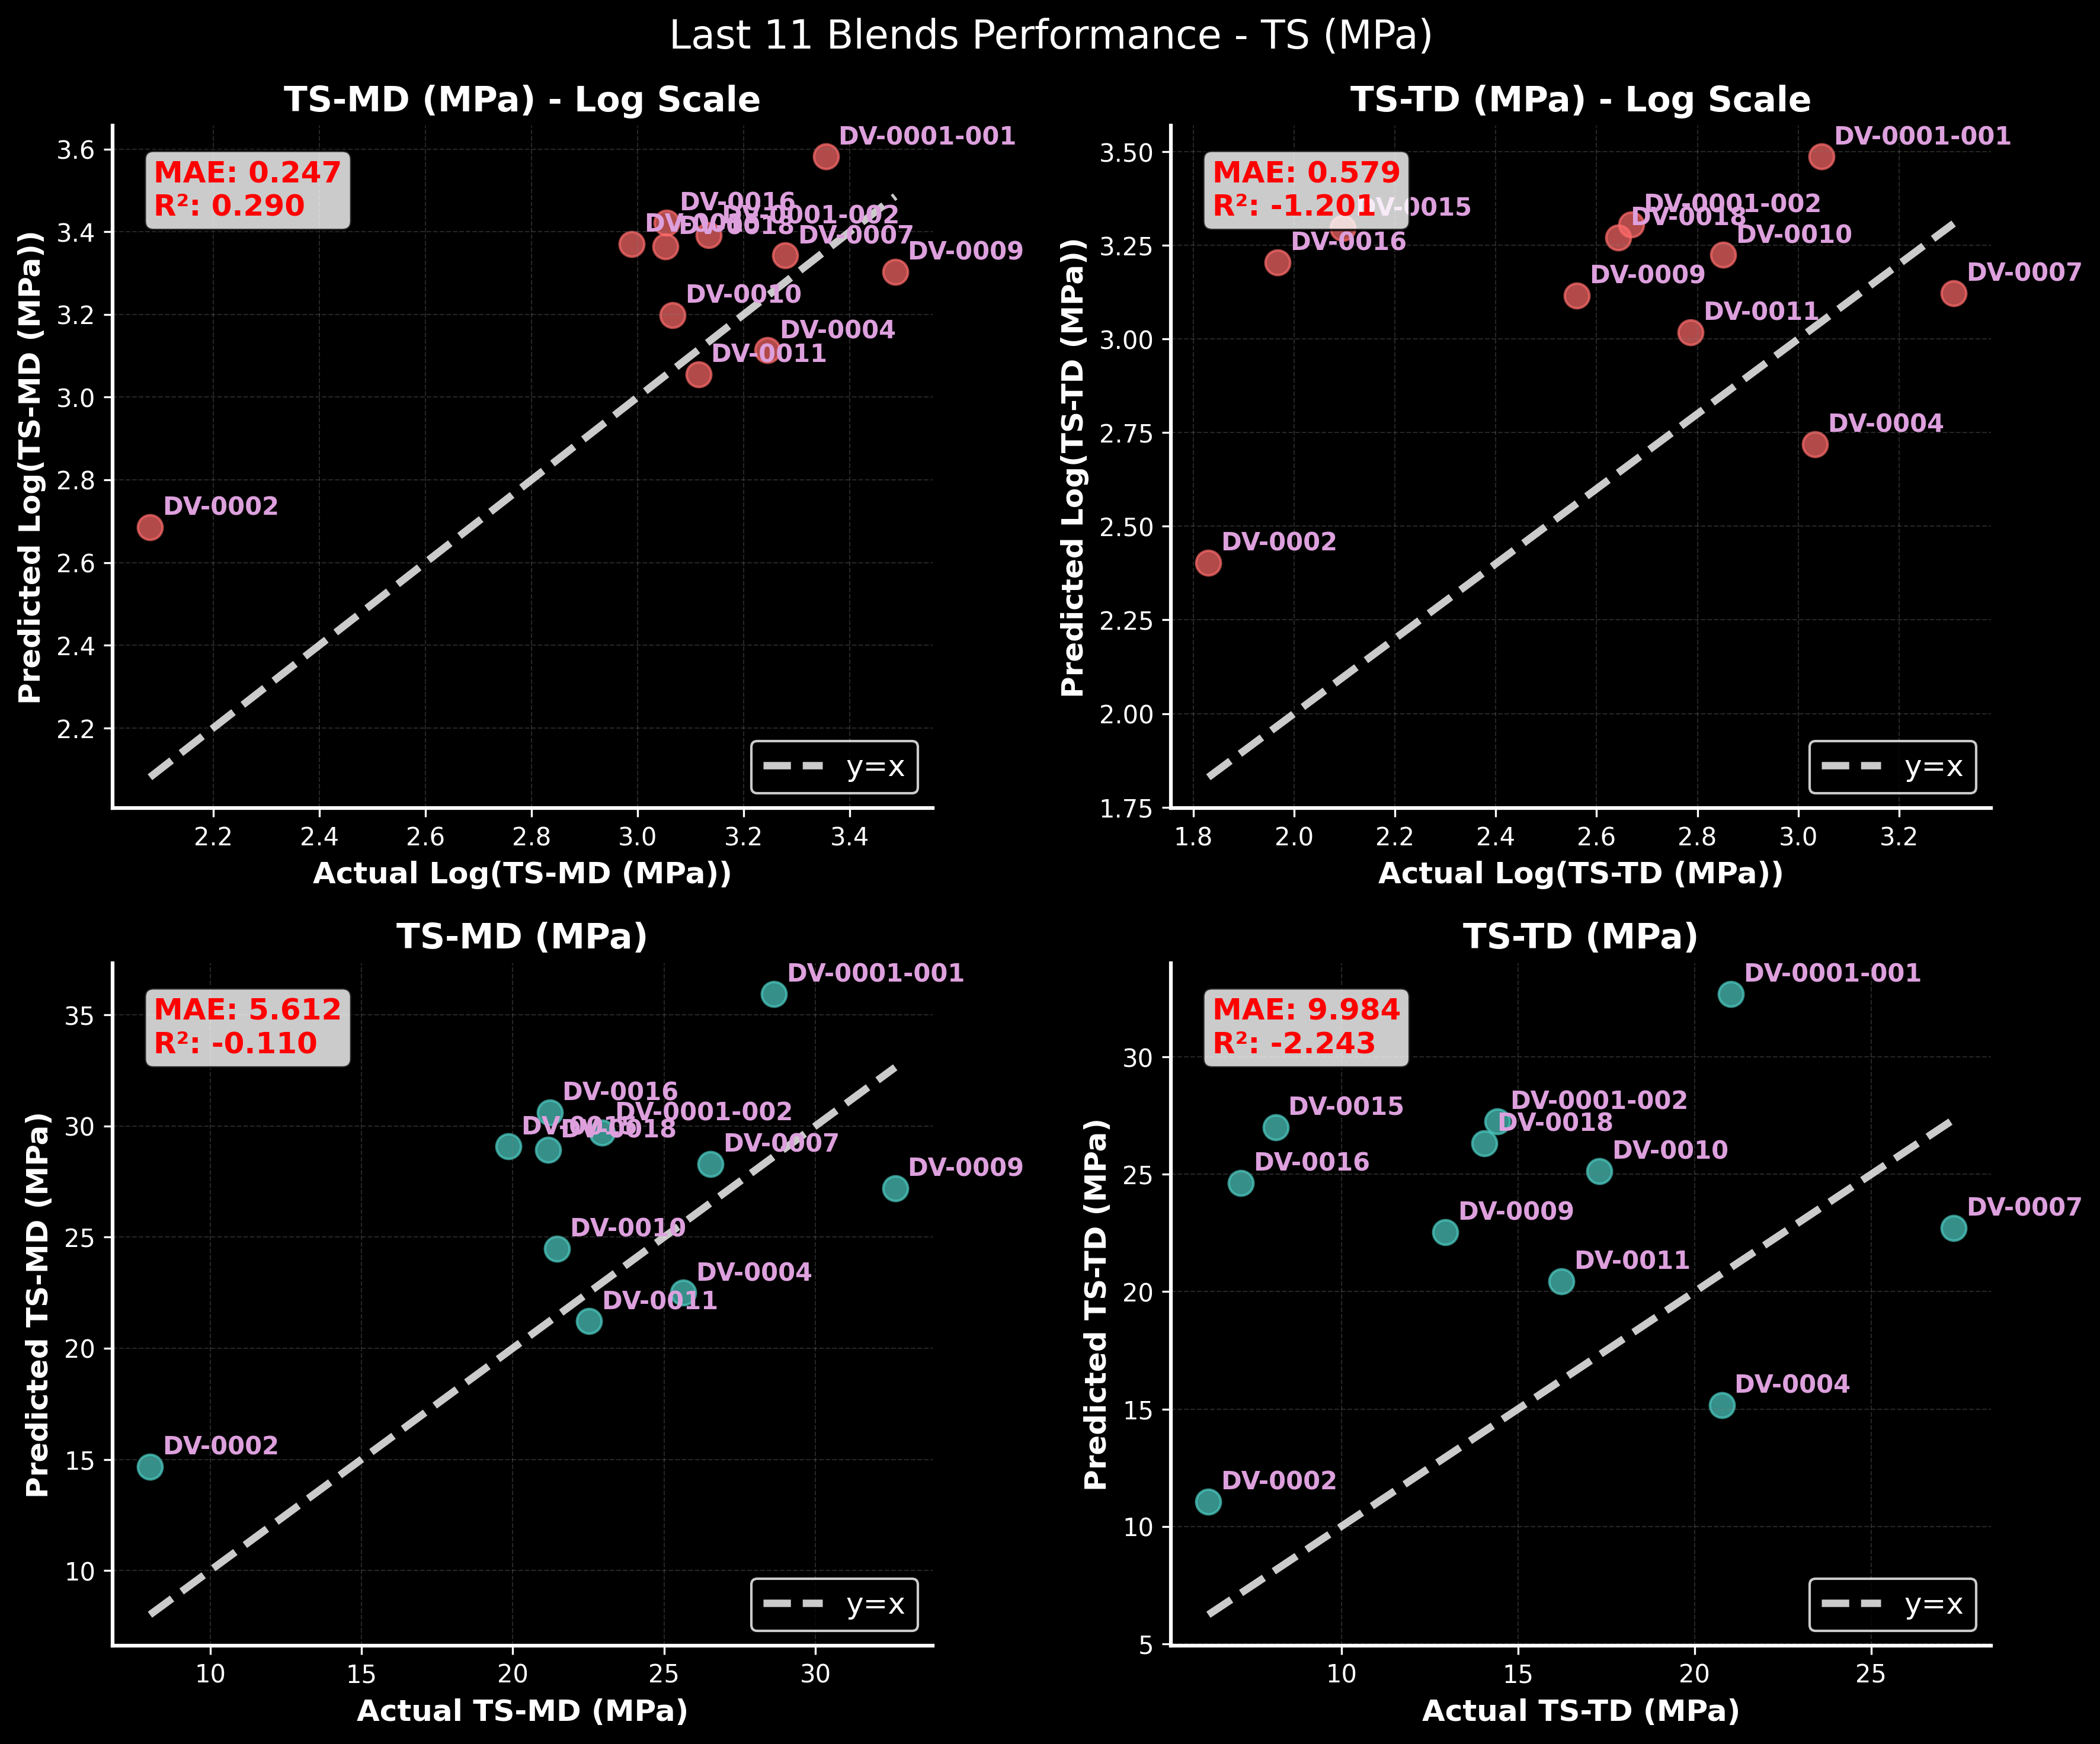 Last 11 Blends Performance - TS (MPa)
TS-MD (MPa) - Log Scale
MAE: 0.247
R²: 0.290
DV-0001-001
DV-0016
DV-0001-002
DV-0018
DV-0007
DV-0009
DV-0010
DV-0004
DV-0011
DV-0002
y=x
3.6
3.4
3.2
3.0
2.8
2.6
2.4
2.2
2.2 2.4 2.6 2.8 3.0 3.2 3.4
Predicted Log(TS-MD (MPa))
Actual Log(TS-MD (MPa))
TS-TD (MPa) - Log Scale
MAE: 0.579
R²: -1.201
DV-0001-001
DV-0015
DV-0001-002
DV-0018
DV-0016
DV-0010
DV-0009
DV-0007
DV-0011
DV-0004
DV-0002
y=x
3.50
3.25
3.00
2.75
2.50
2.25
2.00
1.75
1.8 2.0 2.2 2.4 2.6 2.8 3.0 3.2
Predicted Log(TS-TD (MPa))
Actual Log(TS-TD (MPa))
TS-MD (MPa)
MAE: 5.612
R²: -0.110
DV-0001-001
DV-0016
DV-0001-002
DV-0018
DV-0007
DV-0009
DV-0010
DV-0004
DV-0011
DV-0002
y=x
35
30
25
20
15
10
10 15 20 25 30
Predicted TS-MD (MPa)
Actual TS-MD (MPa)
TS-TD (MPa)
MAE: 9.984
R²: -2.243
DV-0001-001
DV-0015
DV-0001-002
DV-0018
DV-0016
DV-0010
DV-0009
DV-0007
DV-0011
DV-0004
DV-0002
y=x
30
25
20
15
10
5
10 15 20 25
Predicted TS-TD (MPa)
Actual TS-TD (MPa)